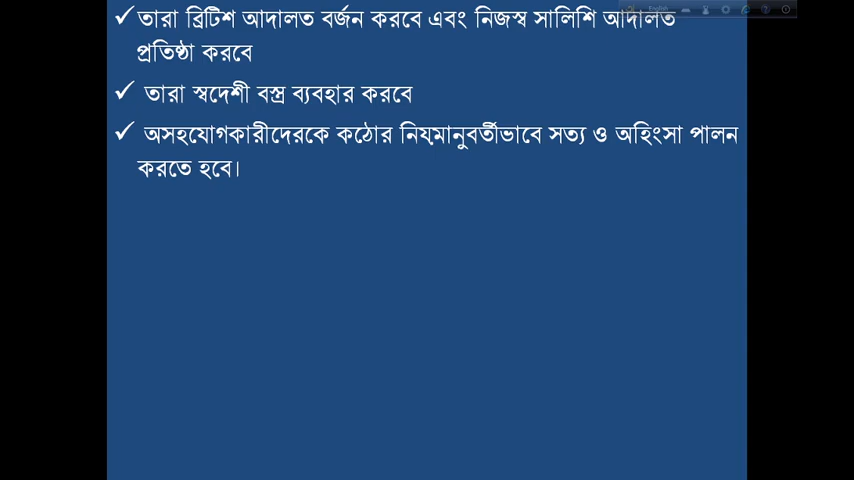 ✓তারা ব্রিটিশ আদালত বর্জন করবে এবং নিজস্ব সালিশি আদালত
প্রতিষ্ঠা করবে
✓ তারা স্বদেশী বস্ত্র ব্যবহার করবে
✓ অসহযোগকারীদেরকে কঠোর নিয়মানুবর্তীভাবে সত্য ও অহিংসা পালন
করতে হবে।
English